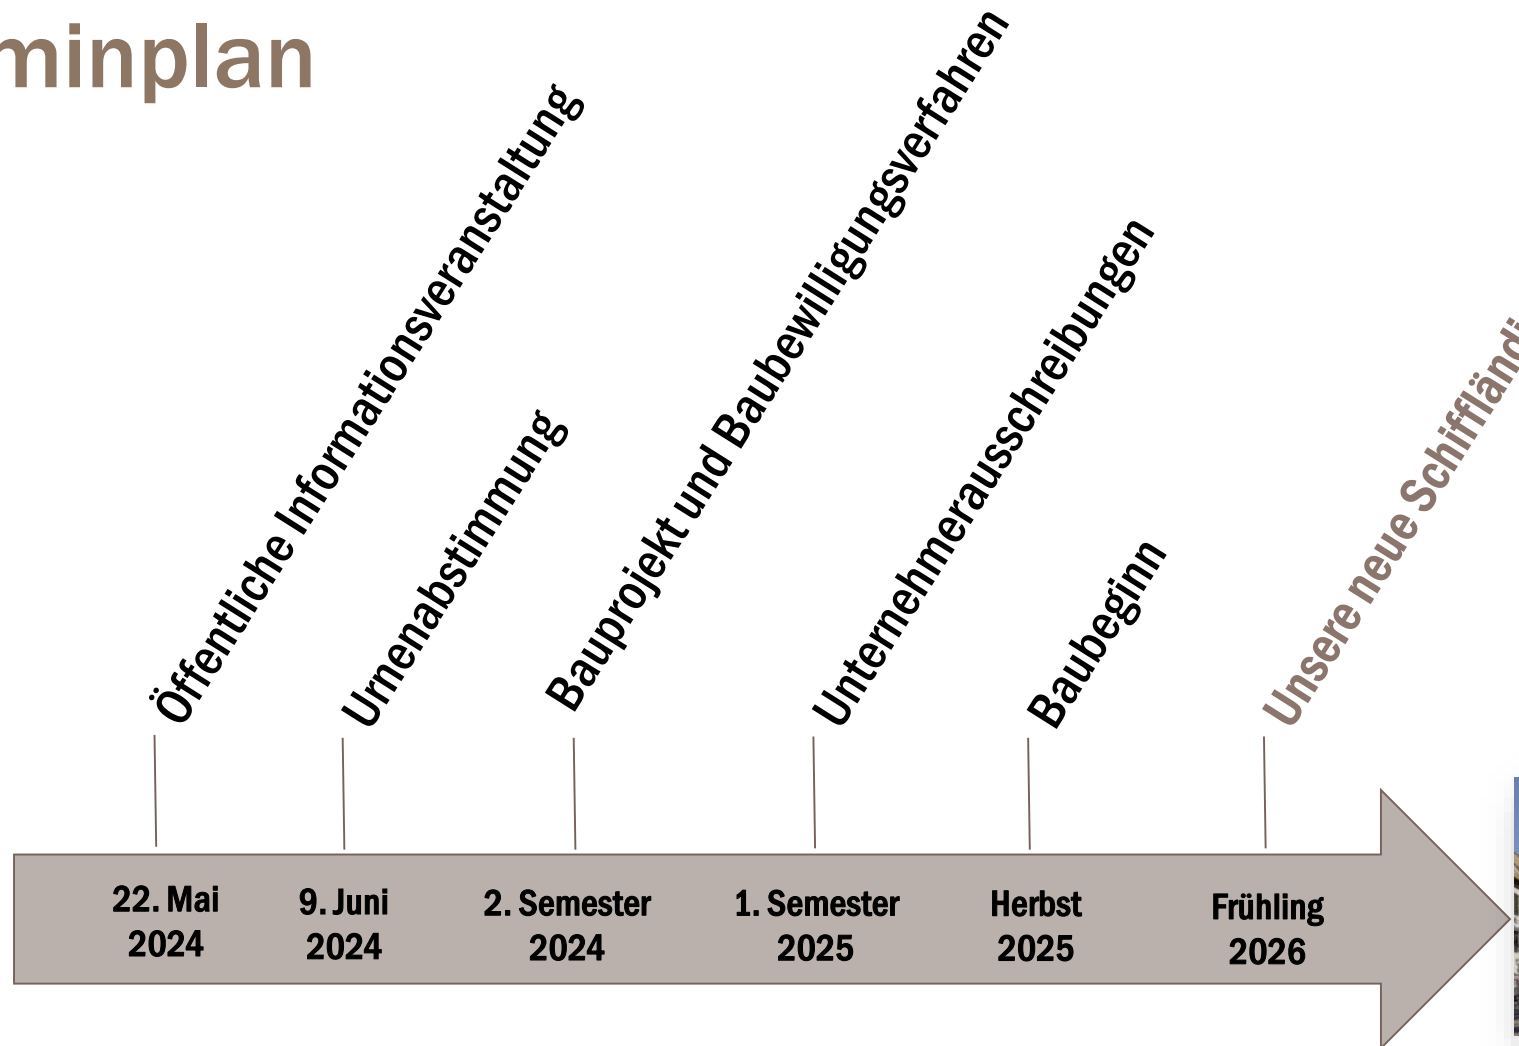 minplan
Öffentliche Informationsveranstaltung
Urnenabstimmung
Bauprojekt und Baubewilligungsverfahren
Unternehmerausschreibungen
Baubeginn
Unsere neue Schiffländi
22. Mai
2024
9. Juni
2024
2. Semester
2024
1. Semester
2025
Herbst
2025
Frühling
2026